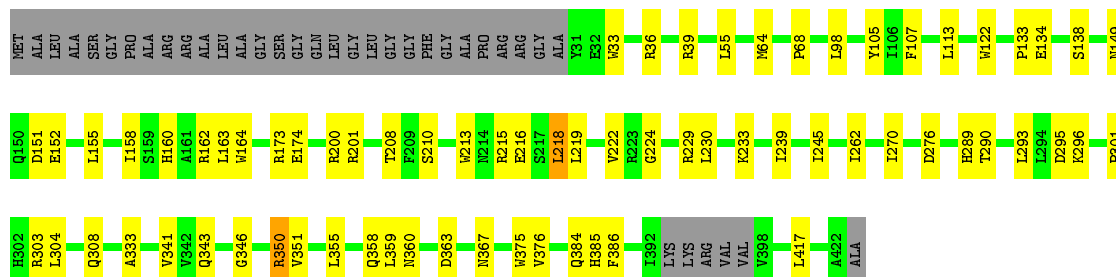 MET ALA LEU ALA SER GLY PRO ALA ARG ARG ALA LEU ALA GLY SER GLY GLN LEU GLY LEU GLY GLY PHE GLY ALA PRO ARG ARG GLY ALA Y31 E32 W33 R36 R39 L55 M64 P68 L98 Y105 I106 F107 L113 W122 P133 E134 S138
Q150 D151 E152 L155 I158 S159 H160 A161 R162 L163 W164 R173 E174 R200 R201 T208 F209 S210 W213 N214 R215 E216 S217 L218 L219 V222 R223 G224 R229 L230 K233 I239 I245 I262 I270 D276 H289 T290 L293 L294 D295 K296
H302 R303 L304 Q308 A333 V341 V342 Q343 G346 R350 V351 L355 Q358 L359 N360 D363 N367 W375 V376 Q384 H385 F386 I392 LYS LYS ARG VAL VAL V398 L417 A422 ALA